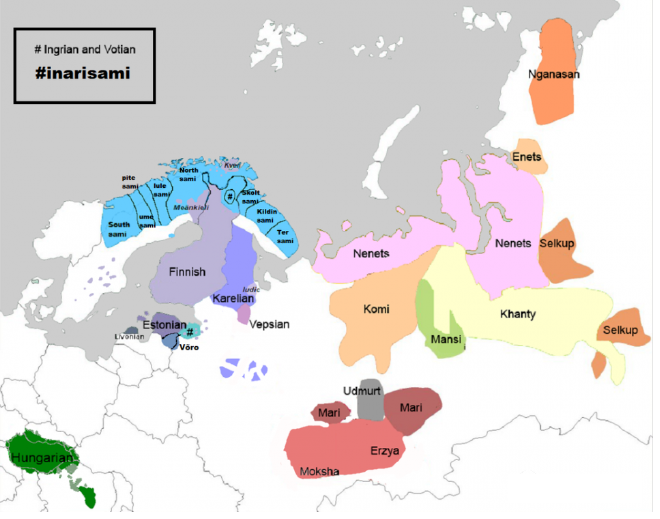 # Ingrian and Votian
#inarisami
Nganasan
Enets
Nenets
Nenets
Selkup
Khanty
Selkup
Komi
Mansi
Udmurt
Mari
Mari
Erzya
Moksha
North
sami
Kven
pite
sami
lule
sami
ume
sami
South
sami
Meänkieli
#
Skolt
sami
Kildin
sami
Ter
sami
Finnish
Karelian
ludic
Vepsian
Estonian
#
Livonian
Võro
Hungarian